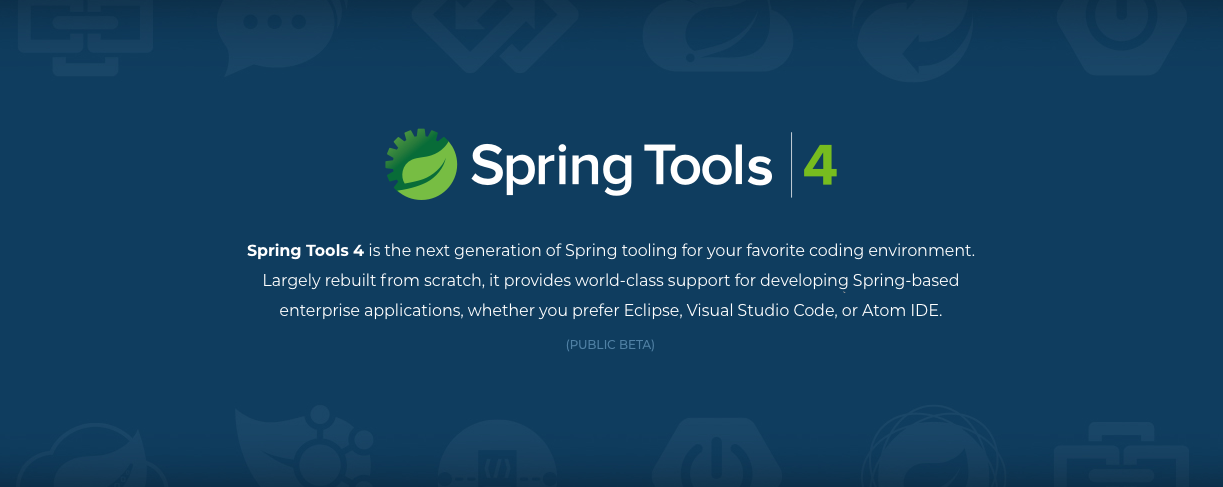 Spring Tools 4
Spring Tools 4 is the next generation of Spring tooling for your favorite coding environment.
Largely rebuilt from scratch, it provides world-class support for developing Spring-based
enterprise applications, whether you prefer Eclipse, Visual Studio Code, or Atom IDE.
(PUBLIC BETA)